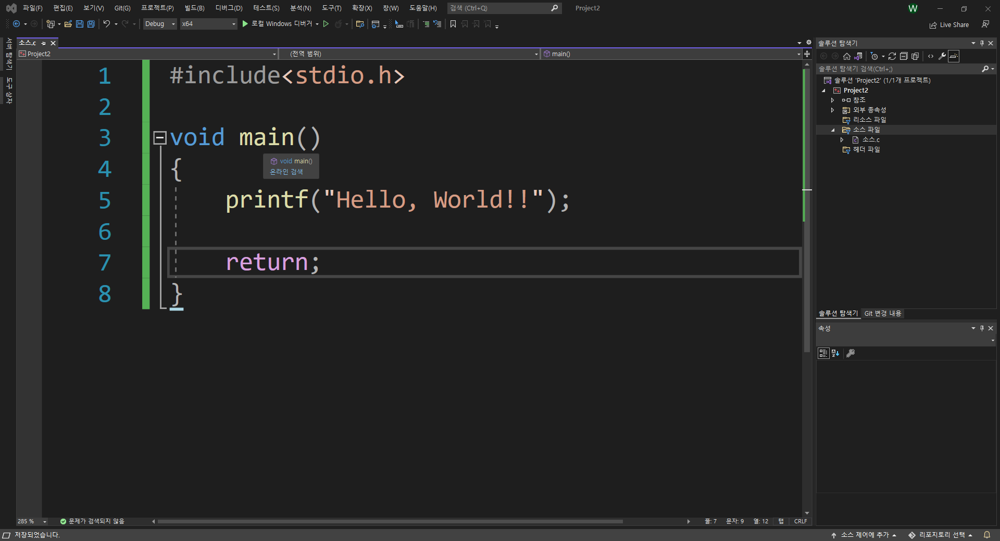 파일(F) 편집(E) 보기(V) Git(G) 프로젝트(P) 빌드(B) 디버그(D) 테스트(S) 분석(N) 도구(T) 확장(X) 창(W) 도움말(H) 검색 (Ctrl+Q) Project2 W
Debug x64 로컬 Windows 디버거 Live Share
서버 탐색기
도구 상자
소스.c
Project2 (전역 범위) main()
1 #include<stdio.h>
2
3 void main()
4 {
void main()
온라인 검색
5 printf("Hello, World!!");
6
7 return;
8 }
285 % 문제가 검색되지 않음 줄: 7 문자: 9 열: 12 탭 CRLF
솔루션 탐색기
솔루션 탐색기 검색(Ctrl+;)
솔루션 'Project2' (1/1개 프로젝트)
Project2
참조
외부 종속성
리소스 파일
소스 파일
소스.c
헤더 파일
솔루션 탐색기 Git 변경 내용
속성
저장되었습니다. 소스 제어에 추가 리포지토리 선택